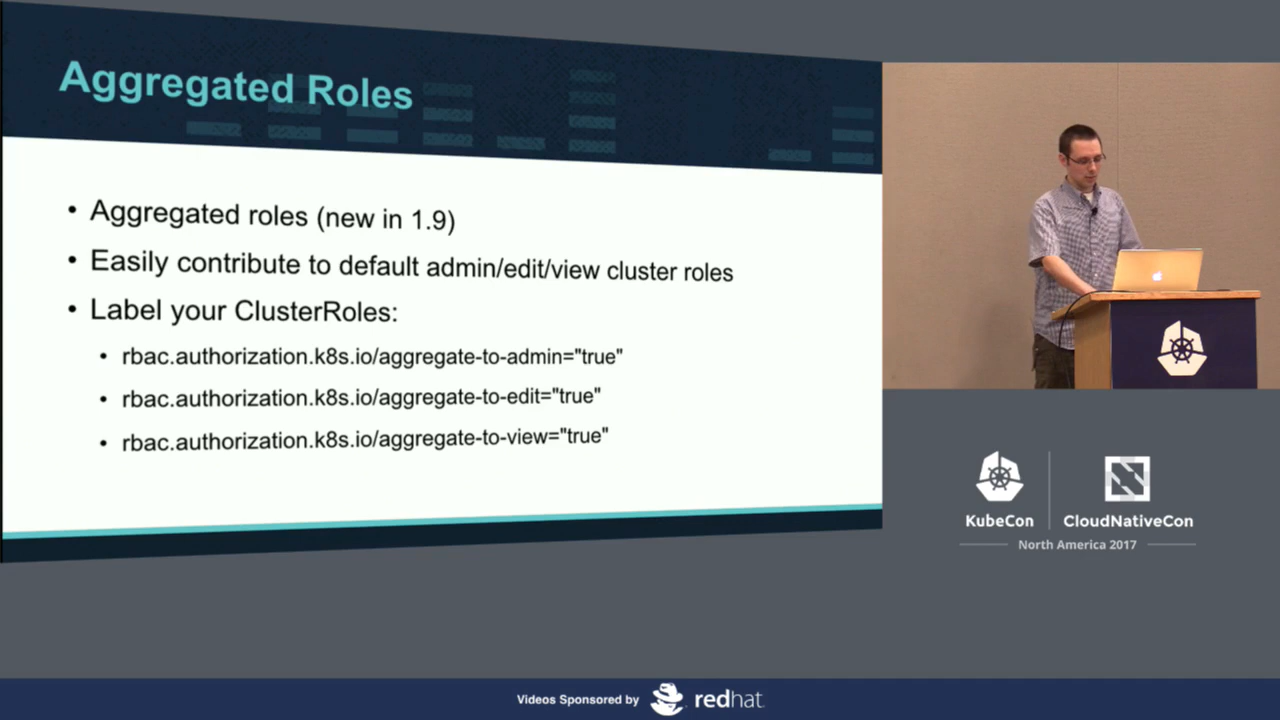 Aggregated Roles
• Aggregated roles (new in 1.9)
• Easily contribute to default admin/edit/view cluster roles
• Label your ClusterRoles:
• rbac.authorization.k8s.io/aggregate-to-admin="true"
• rbac.authorization.k8s.io/aggregate-to-edit="true"
• rbac.authorization.k8s.io/aggregate-to-view="true"
KubeCon
CloudNativeCon
North America 2017
Videos Sponsored by
redhat